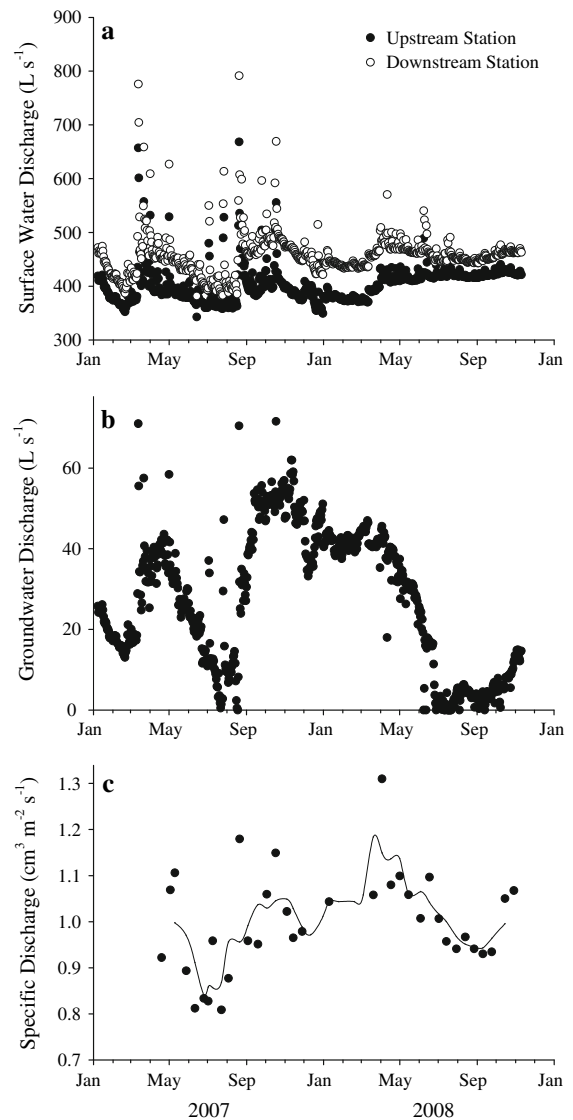 900
a
Upstream Station
Downstream Station
800
700
600
500
400
300
Surface Water Discharge (L s⁻¹)
Jan May Sep Jan May Sep Jan
b
60
40
20
0
Groundwater Discharge (L s⁻¹)
Jan May Sep Jan May Sep Jan
c
1.3
1.2
1.1
1.0
0.9
0.8
0.7
Specific Discharge (cm³ m⁻² s⁻¹)
Jan May Sep Jan May Sep Jan
2007 2008